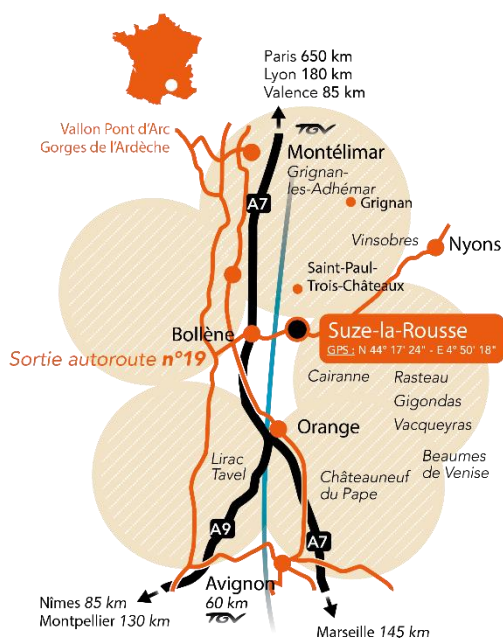 Paris 650 km
Lyon 180 km
Valence 85 km
TGV
Vallon Pont d'Arc
Gorges de l'Ardèche
Montélimar
Grignan-
les-Adhémar
A7
Grignan
Vinsobres
Nyons
Saint-Paul-
Trois-Châteaux
Bollène
Suze-la-Rousse
GPS : N 44° 17' 24" - E 4° 50' 18"
Sortie autoroute n°19
Cairanne
Rasteau
Gigondas
Vacqueyras
Orange
Beaumes
de Venise
Lirac
Tavel
Châteauneuf
du Pape
A9
A7
Avignon
60 km
TGV
Nîmes 85 km
Montpellier 130 km
Marseille 145 km